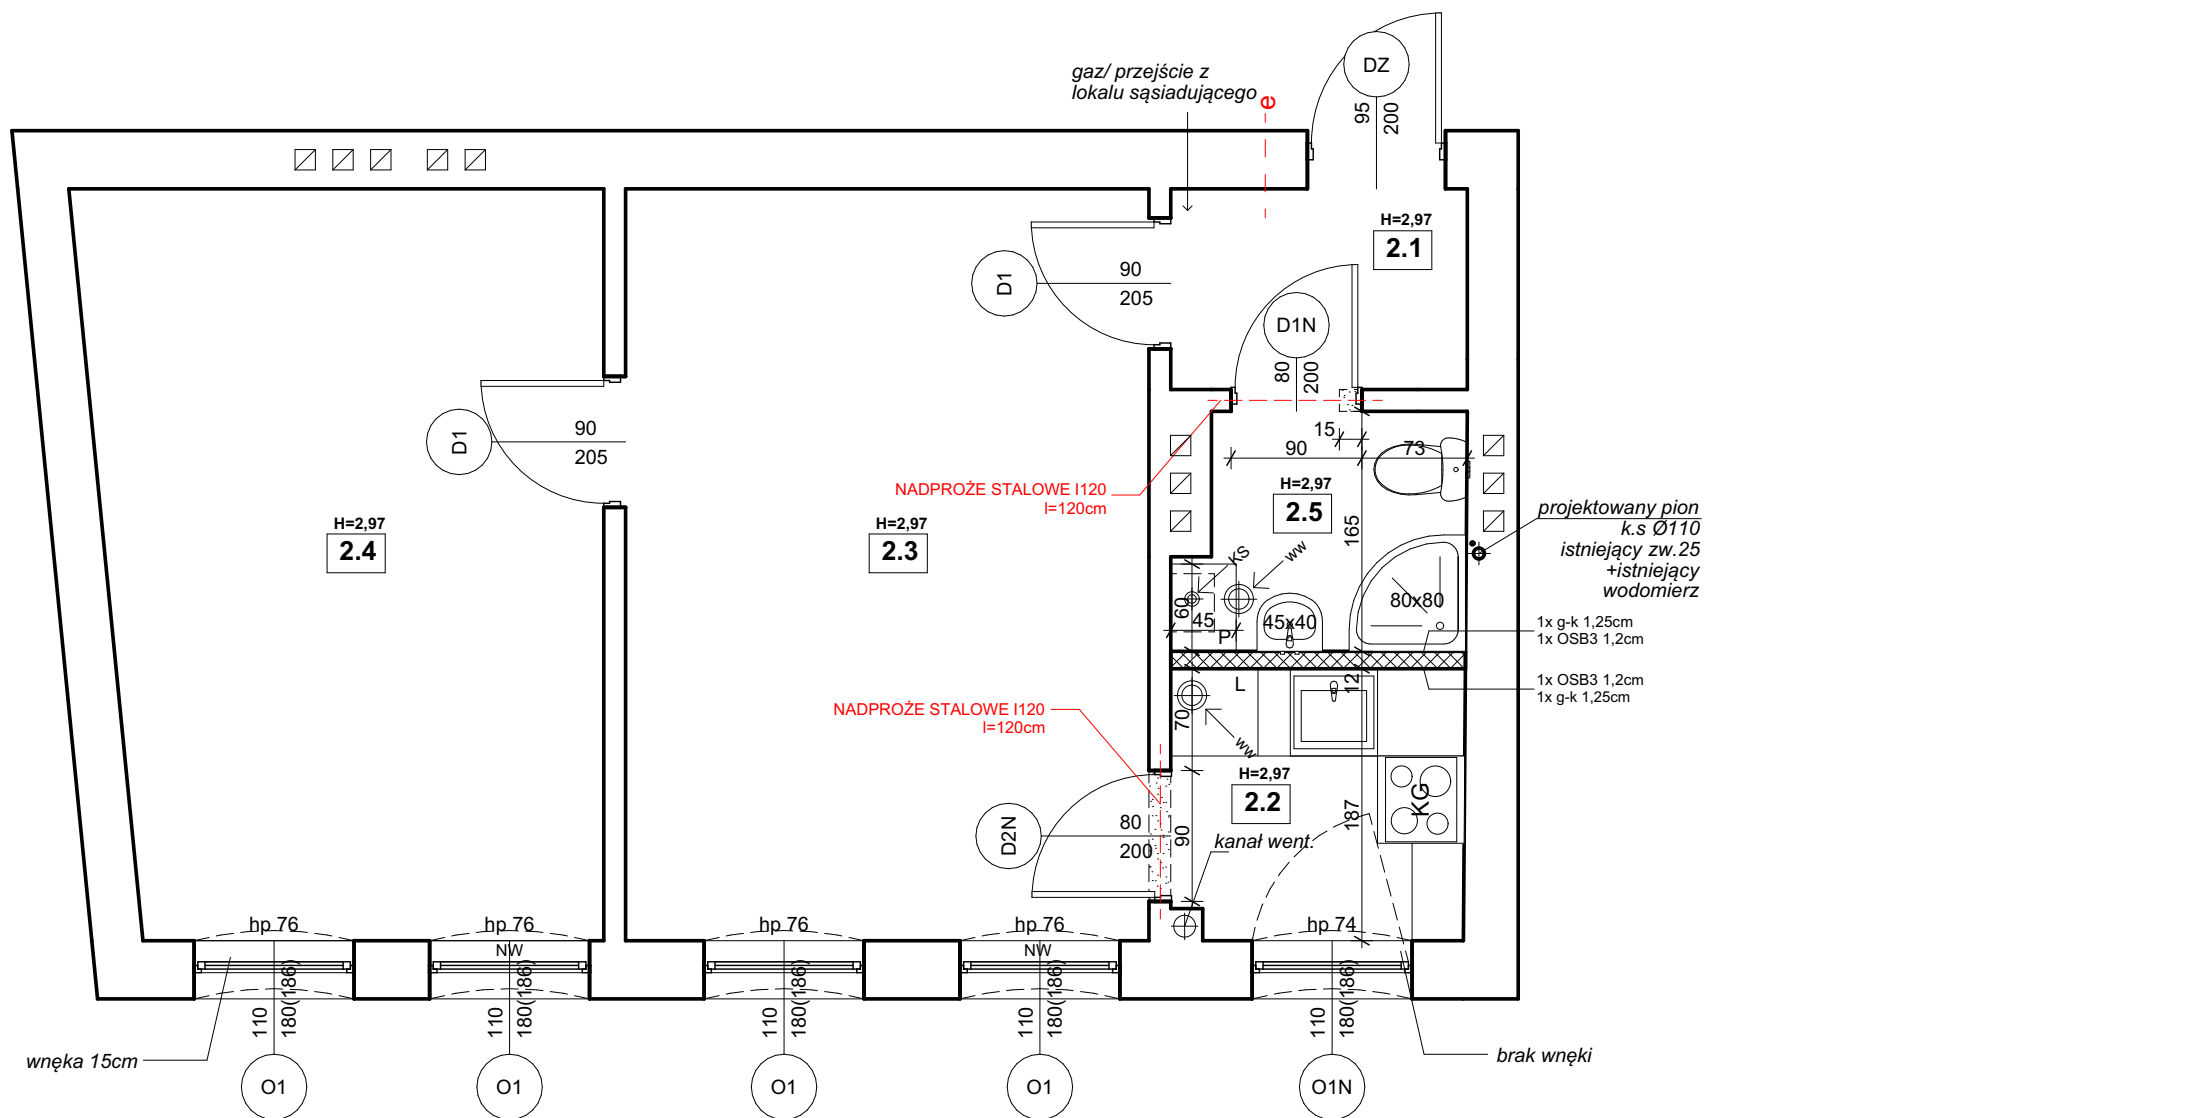 gaz/ przejście z
lokalu sąsiadującego
e
DZ
95
200
H=2,97
2.1
D1
90
205
D1N
80
200
D1
90
205
15
90
73
NADPROŻE STALOWE I120
l=120cm
H=2,97
2.5
H=2,97
2.4
H=2,97
2.3
165
projektowany pion
k.s Ø110
istniejący zw.25
+istniejący
wodomierz
KS
ww
60
45
P
45x40
80x80
1x g-k 1,25cm
1x OSB3 1,2cm
1x OSB3 1,2cm
1x g-k 1,25cm
L
12
70
ww
NADPROŻE STALOWE I120
l=120cm
H=2,97
2.2
KG
187
D2N
80
200
90
kanał went.
hp 76
hp 76
hp 76
hp 76
hp 74
NW
NW
110
180(186)
110
180(186)
110
180(186)
110
180(186)
110
180(186)
wnęka 15cm
brak wnęki
O1
O1
O1
O1
O1N